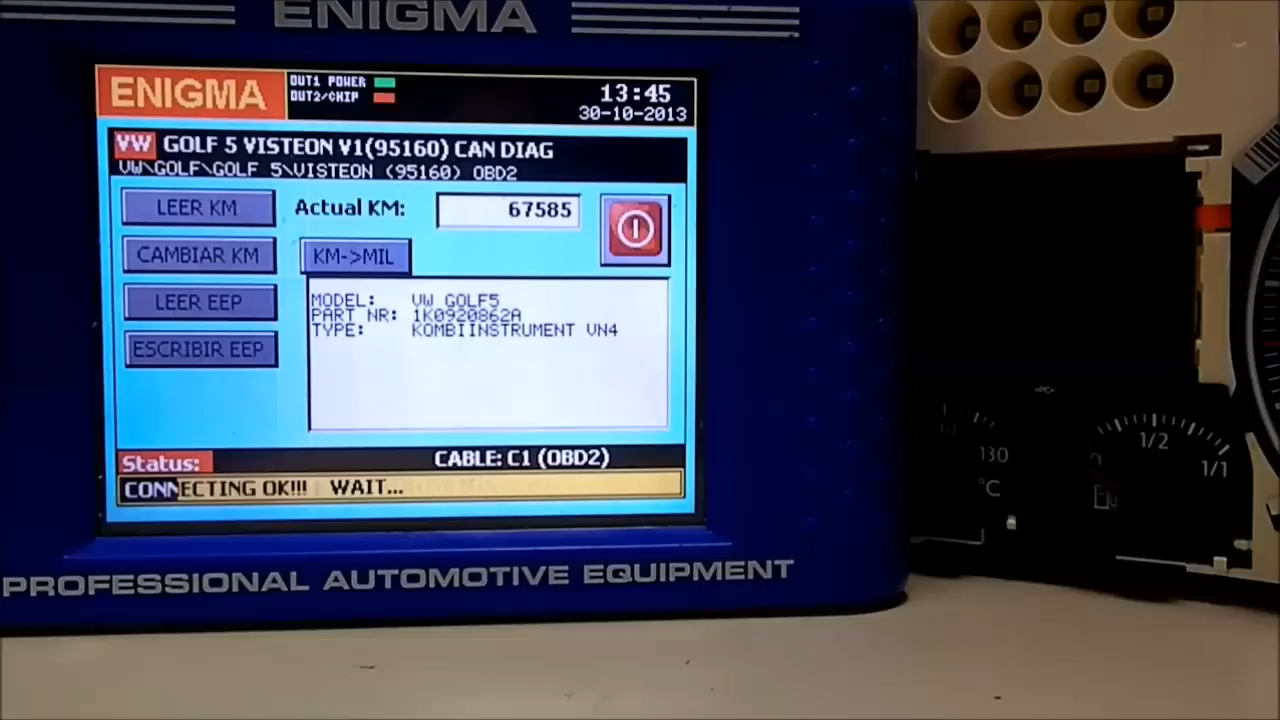 ENIGMA
ENIGMA
OUT1 POWER
OUT2/CHIP
13:45
30-10-2013
VW GOLF 5 VISTEON V1(95160) CAN DIAG
VW\GOLF\GOLF 5\VISTEON (95160) OBD2
LEER KM
Actual KM: 67585
CAMBIAR KM
KM->MIL
LEER EEP
ESCRIBIR EEP
MODEL: VW GOLF5
PART NR: 1K0920862A
TYPE: KOMBIINSTRUMENT VN4
Status:
CABLE: C1 (OBD2)
CONNECTING OK!!! WAIT...
PROFESSIONAL AUTOMOTIVE EQUIPMENT
130
°C
0
1/2
1/1